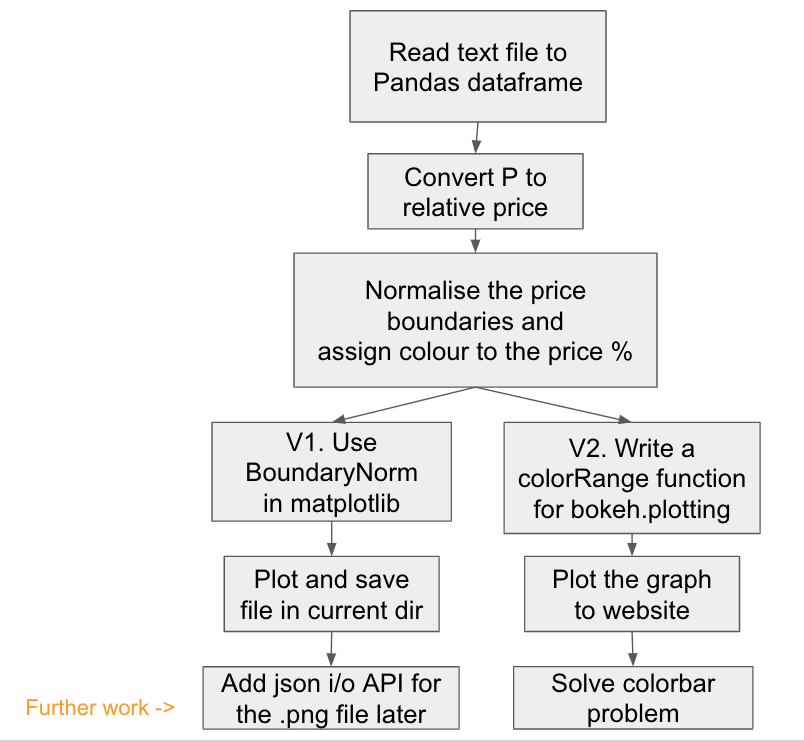 Read text file to
Pandas dataframe
Convert P to
relative price
Normalise the price
boundaries and
assign colour to the price %
V1. Use
BoundaryNorm
in matplotlib
V2. Write a
colorRange function
for bokeh.plotting
Plot and save
file in current dir
Plot the graph
to website
Further work ->
Add json i/o API for
the .png file later
Solve colorbar
problem